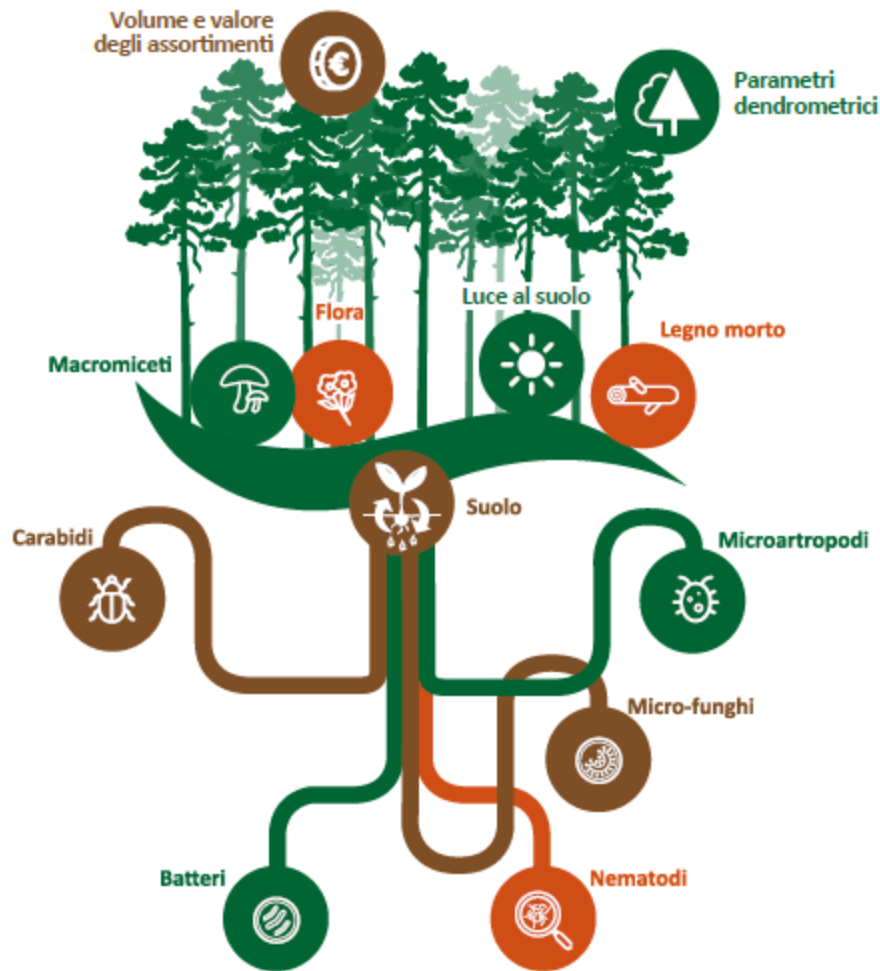 Volume e valore
degli assortimenti
Parametri
dendrometrici
Luce al suolo
Flora
Legno morto
Macromiceti
Suolo
Carabidi
Microartropodi
Micro-funghi
Batteri
Nematodi